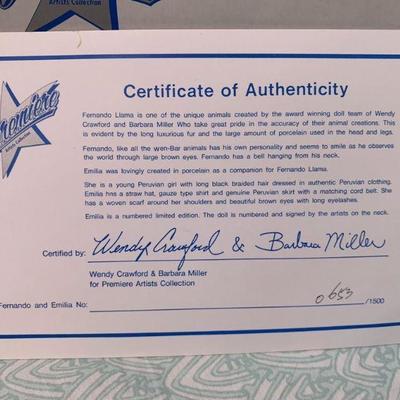 Artists Collection
Premiere
Artists Collection
Certificate of Authenticity
Fernando Llama is one of the unique animals created by the award winning doll team of Wendy
Crawford and Barbara Miller Who take great pride in the accuracy of their animal creations. This
is evident by the long luxurious fur and the large amount of porcelain used in the head and legs.
Fernando, like all the wen-Bar animals has his own personality and seems to smile as he observes
the world through large brown eyes. Fernando has a bell hanging from his neck.
Emilia was lovingly created in porcelain as a companion for Fernando Llama.
She is a young Peruvian girl with long black braided hair dressed in authentic Peruvian clothing.
Emilia hns a straw hat, gauze type shirt and genuine Peruvian skirt with a matching cord belt. She
has a woven scarf around her shoulders and beautiful brown eyes with long eyelashes.
Emilia is a numbered limited edition. The doll is numbered and signed by the artists on the neck.
Certified by: Wendy Crawford & Barbara Miller
Wendy Crawford & Barbara Miller
for Premiere Artists Collection
Fernando and Emilia No: 0653 /1500